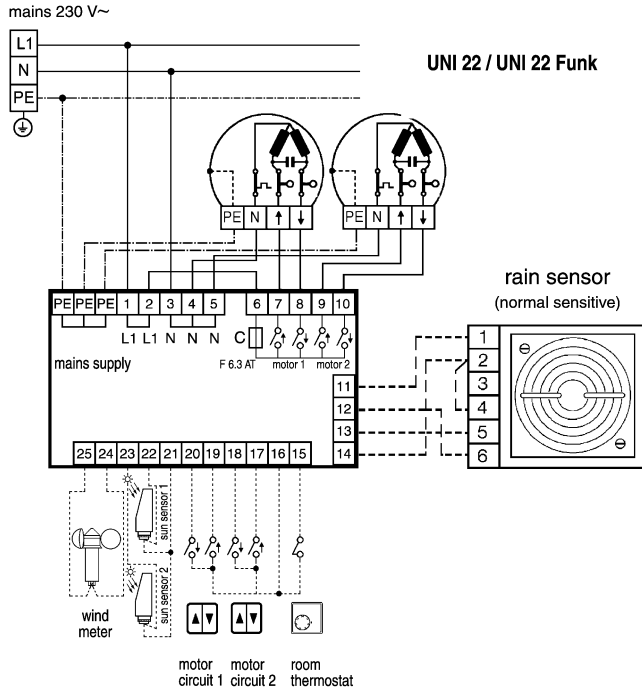 mains 230 V~
L1
N
PE
UNI 22 / UNI 22 Funk
PE N ↑ ↓
PE N ↑ ↓
rain sensor
(normal sensitive)
PE PE PE 1 2 3 4 5 6 7 8 9 10
L1 L1 N N N C
F 6.3 AT motor 1 motor 2
mains supply
11
12
13
14
1
2
3
4
5
6
25 24 23 22 21 20 19 18 17 16 15
sun sensor 1
sun sensor 2
wind
meter
motor
circuit 1
motor
circuit 2
room
thermostat